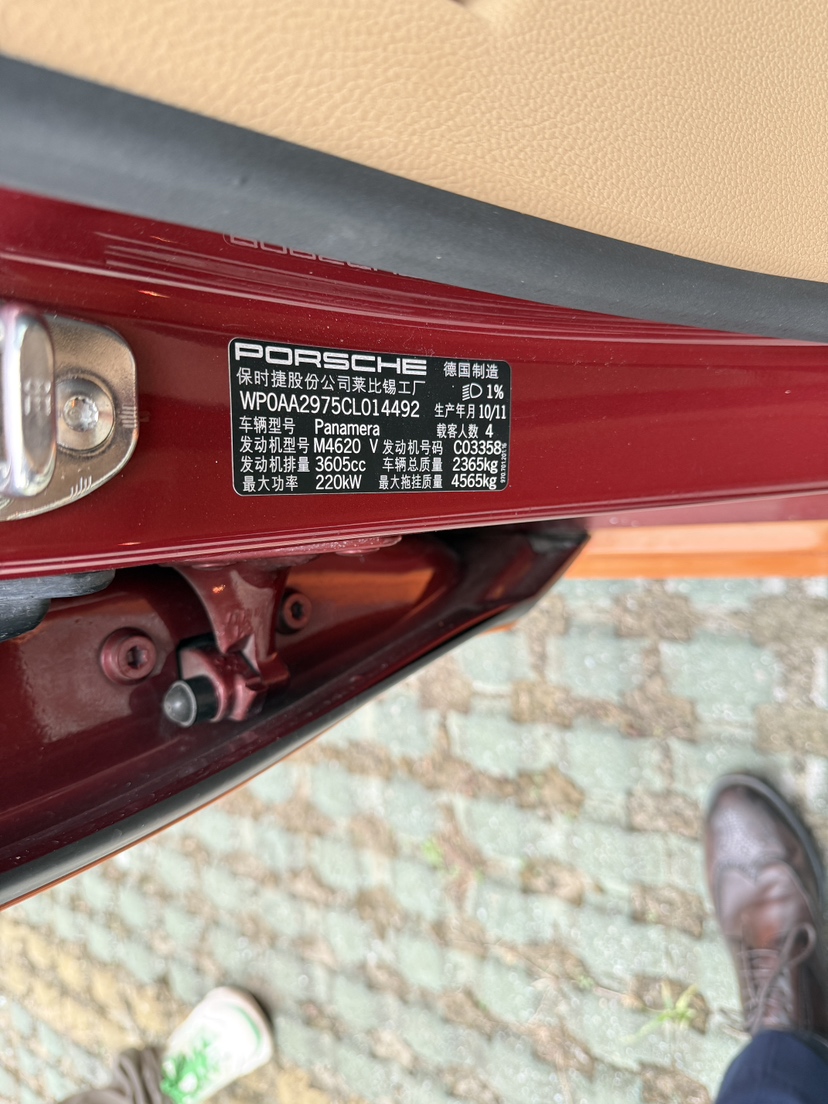 PORSCHE 德国制造
保时捷股份公司莱比锡工厂 1%
WP0AA2975CL014492 生产年月 10/11
车辆型号 Panamera 载客人数 4
发动机型号 M4620 V 发动机号码 C03358
发动机排量 3605cc 车辆总质量 2365kg
最大功率 220kW 最大拖挂质量 4565kg